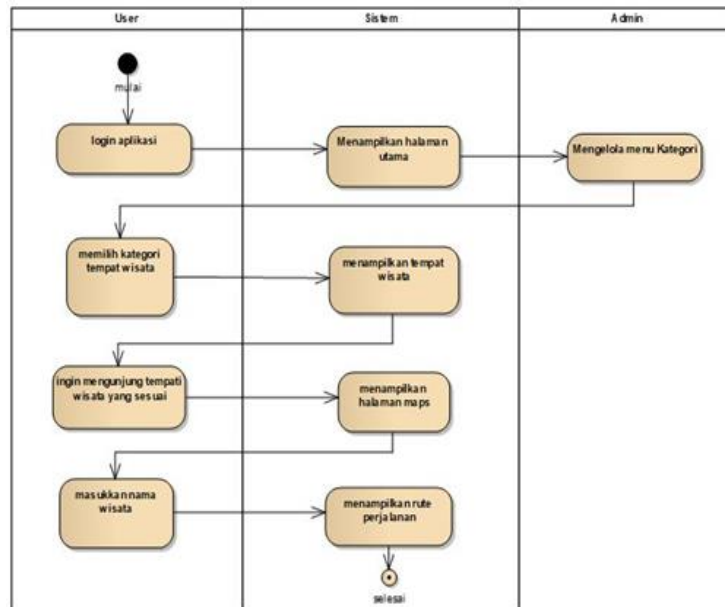 User
Sistem
Admin
mulai
login aplikasi
Menampilkan halaman
utama
Mengelola menu Kategori
memilih kategori
tempat wisata
menampilkan tempat
wisata
ingin mengunjung tempati
wisata yang sesuai
menampilkan
halaman maps
masukkan nama
wisata
menampilkan rute
perjalanan
selesai